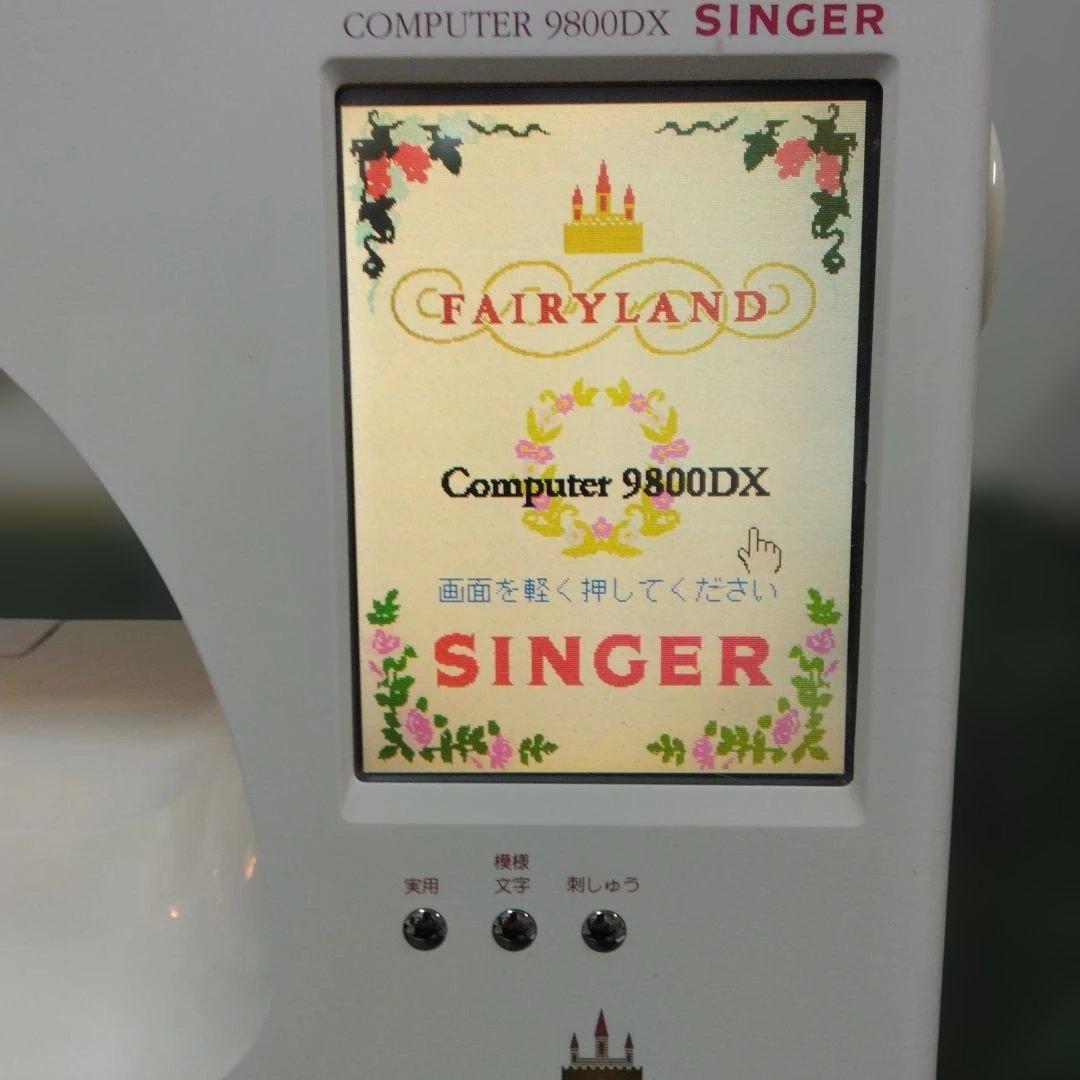 COMPUTER 9800DX SINGER
FAIRYLAND
Computer 9800DX
画面を軽く押してください
SINGER
実用
模様
文字
刺しゅう